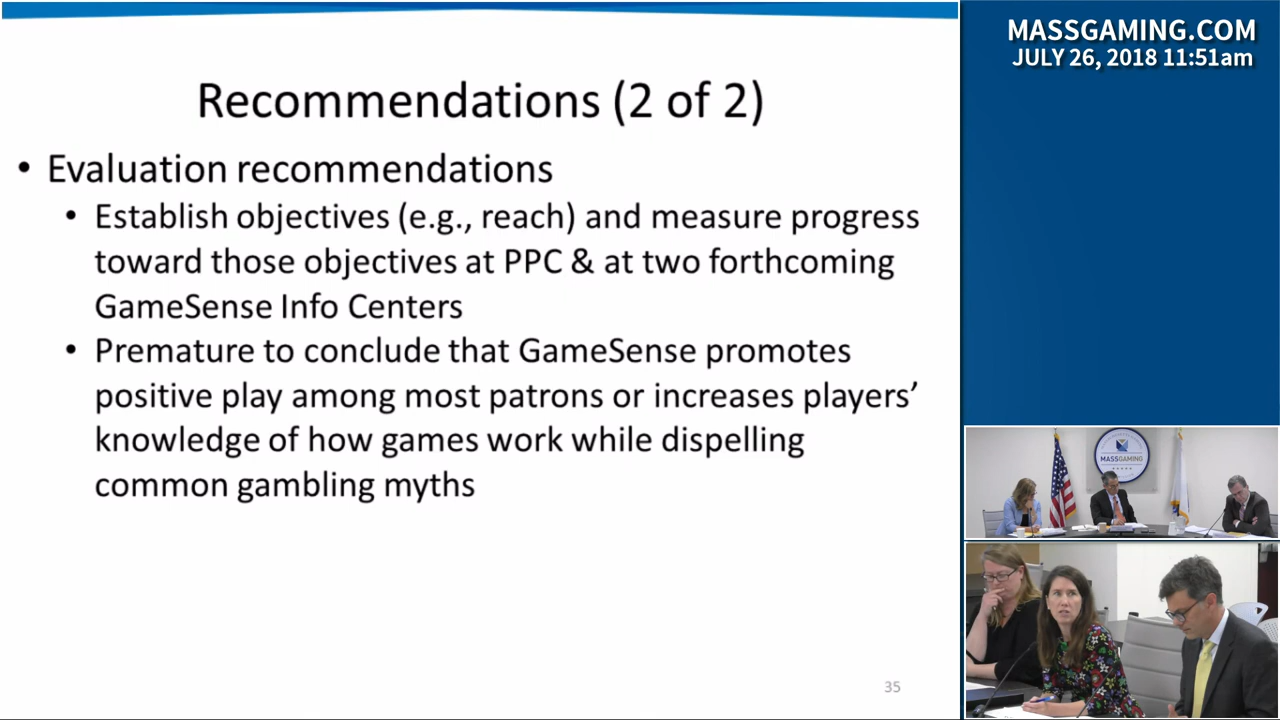 MASSGAMING.COM
JULY 26, 2018 11:51am
Recommendations (2 of 2)
• Evaluation recommendations
• Establish objectives (e.g., reach) and measure progress
toward those objectives at PPC & at two forthcoming
GameSense Info Centers
• Premature to conclude that GameSense promotes
positive play among most patrons or increases players’
knowledge of how games work while dispelling
common gambling myths
35
MASSGAMING